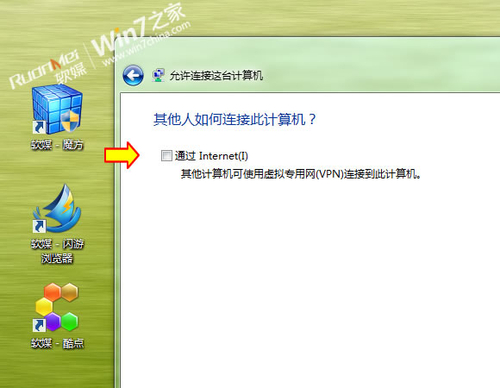 RuanMei 软媒
Win7之家
www.win7china.com
允许连接这台计算机
其他人如何连接此计算机？
通过 Internet(I)
其他计算机可使用虚拟专用网(VPN)连接到此计算机。
软媒 - 魔方
软媒 - 闪游
浏览器
软媒 - 酷点